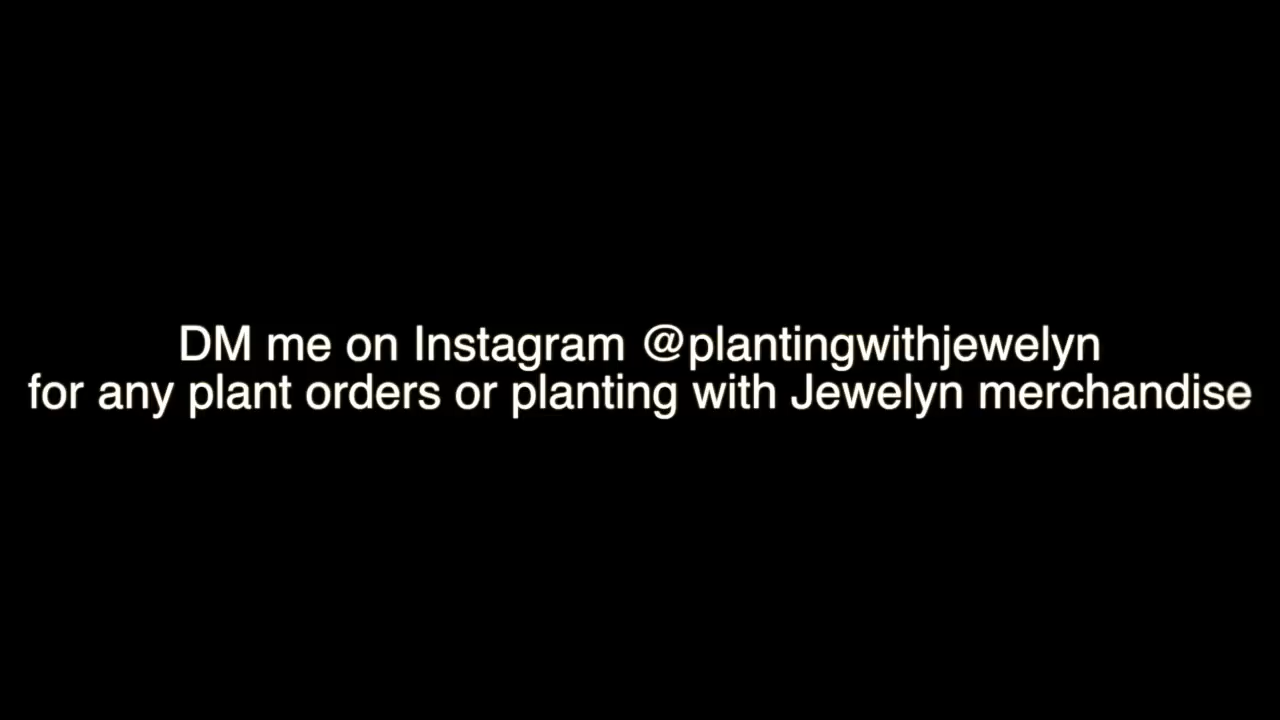 DM me on Instagram @plantingwithjewelyn
for any plant orders or planting with Jewelyn merchandise